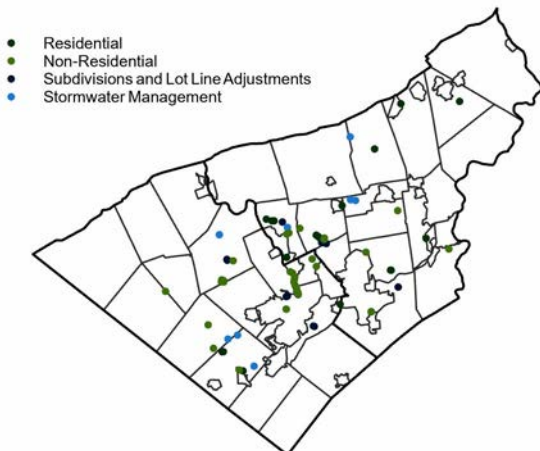 Residential
Non-Residential
Subdivisions and Lot Line Adjustments
Stormwater Management